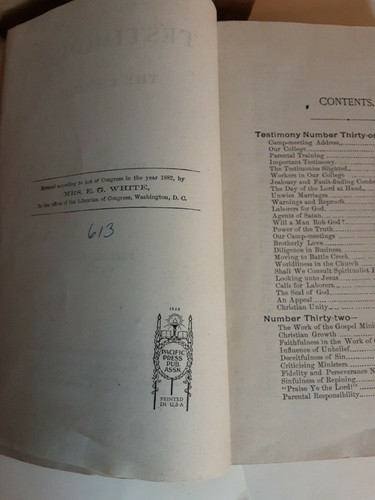 Entered according to Act of Congress in the year 1882, by
MRS. E. G. WHITE,
In the office of the Librarian of Congress, Washington, D. C.
613
PACIFIC
PRESS
PUB.
ASSN.
PRINTED
IN U.S.A.
CONTENTS.
Testimony Number Thirty-on
Camp-meeting Address
Our College
Parental Training
Important Testimony
The Testimonies Slighted
Workers in Our College
Jealousy and Fault-finding Conde
The Day of the Lord at Hand
Unwise Marriages
Warnings and Reproofs
Laborers for God
Agents of Satan
Will a Man Rob God?
Power of the Truth
Our Camp-meetings
Brotherly Love
Diligence in Business
Moving to Battle Creek
Worldliness in the Church
Shall We Consult Spiritualist P
Looking unto Jesus
Calls for Laborers
The Seal of God
An Appeal
Christian Unity
Number Thirty-two—
The Work of the Gospel Mini
Christian Growth
Faithfulness in the Work of G
Influence of Unbelief
Deceitfulness of Sin
Criticising Ministers
Fidelity and Perseverance N
Sinfulness of Repining
"Praise Ye the Lord!"
Parental Responsibility